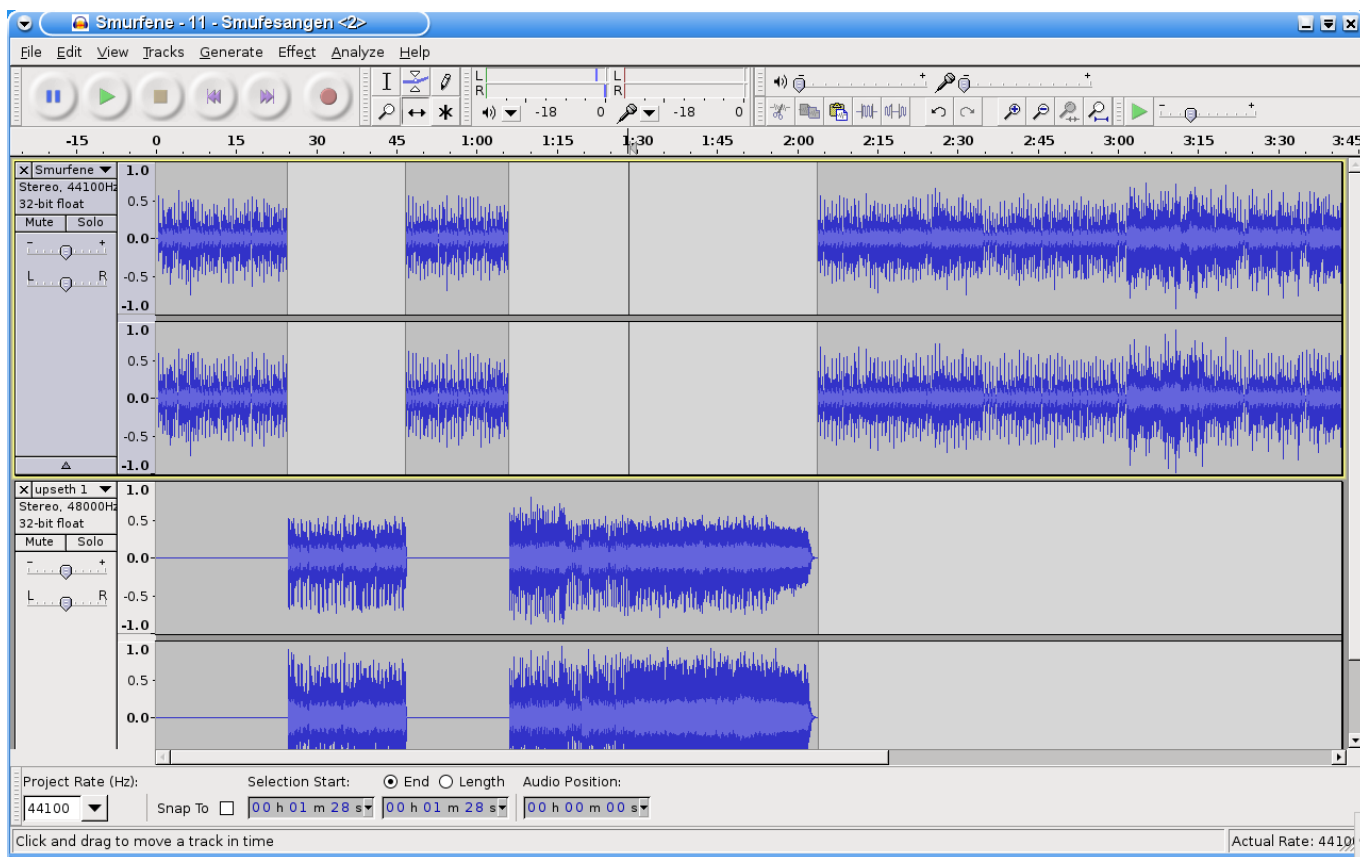 Smurfene - 11 - Smufesangen <2>
File Edit View Tracks Generate Effect Analyze Help
L R -18 0 L R -18 0
-15 0 15 30 45 1:00 1:15 1:30 1:45 2:00 2:15 2:30 2:45 3:00 3:15 3:30 3:45
Smurfene
Stereo, 44100Hz
32-bit float
Mute Solo
- +
L R
1.0
0.5
0.0
-0.5
-1.0
1.0
0.5
0.0
-0.5
-1.0
upseth 1
Stereo, 48000Hz
32-bit float
Mute Solo
- +
L R
1.0
0.5
0.0
-0.5
-1.0
1.0
0.5
0.0
Project Rate (Hz): Selection Start: End Length Audio Position:
44100 Snap To 00 h 01 m 28 s 00 h 01 m 28 s 00 h 00 m 00 s
Click and drag to move a track in time Actual Rate: 4410